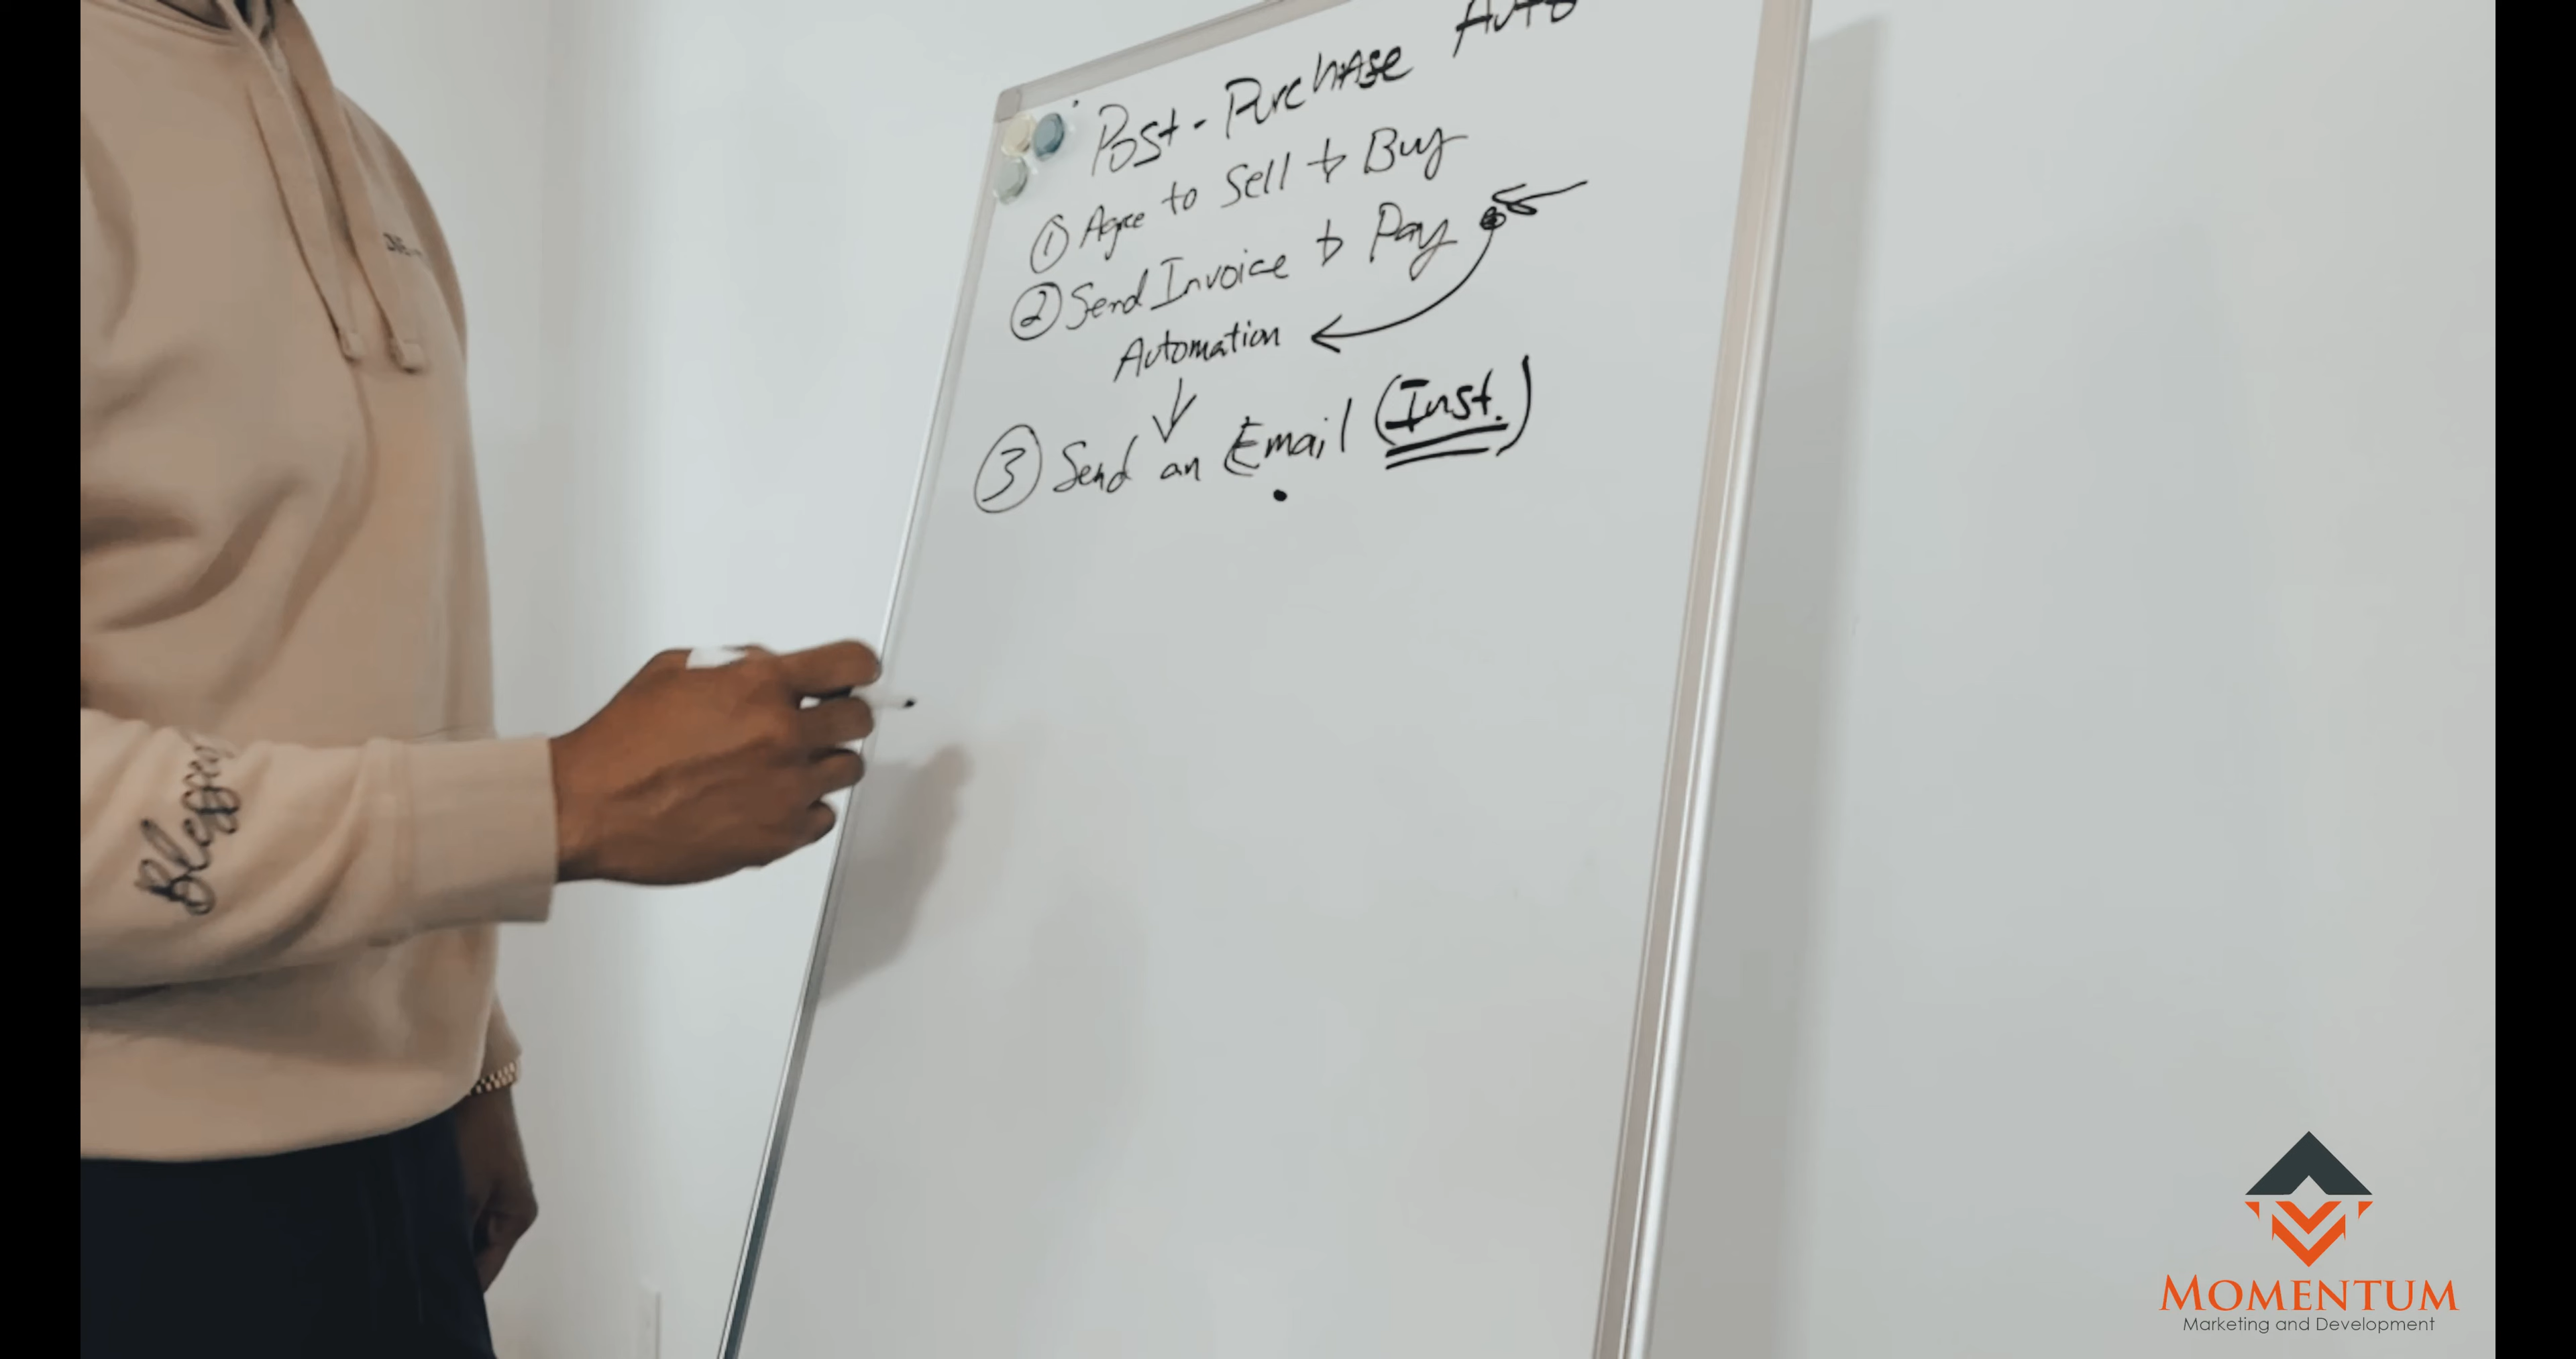 Post-Purchase Auto
① Agree to Sell + Buy
② Send Invoice + Pay
Automation
③ Send an Email (Inst.)
Blessed
MOMENTUM
Marketing and Development